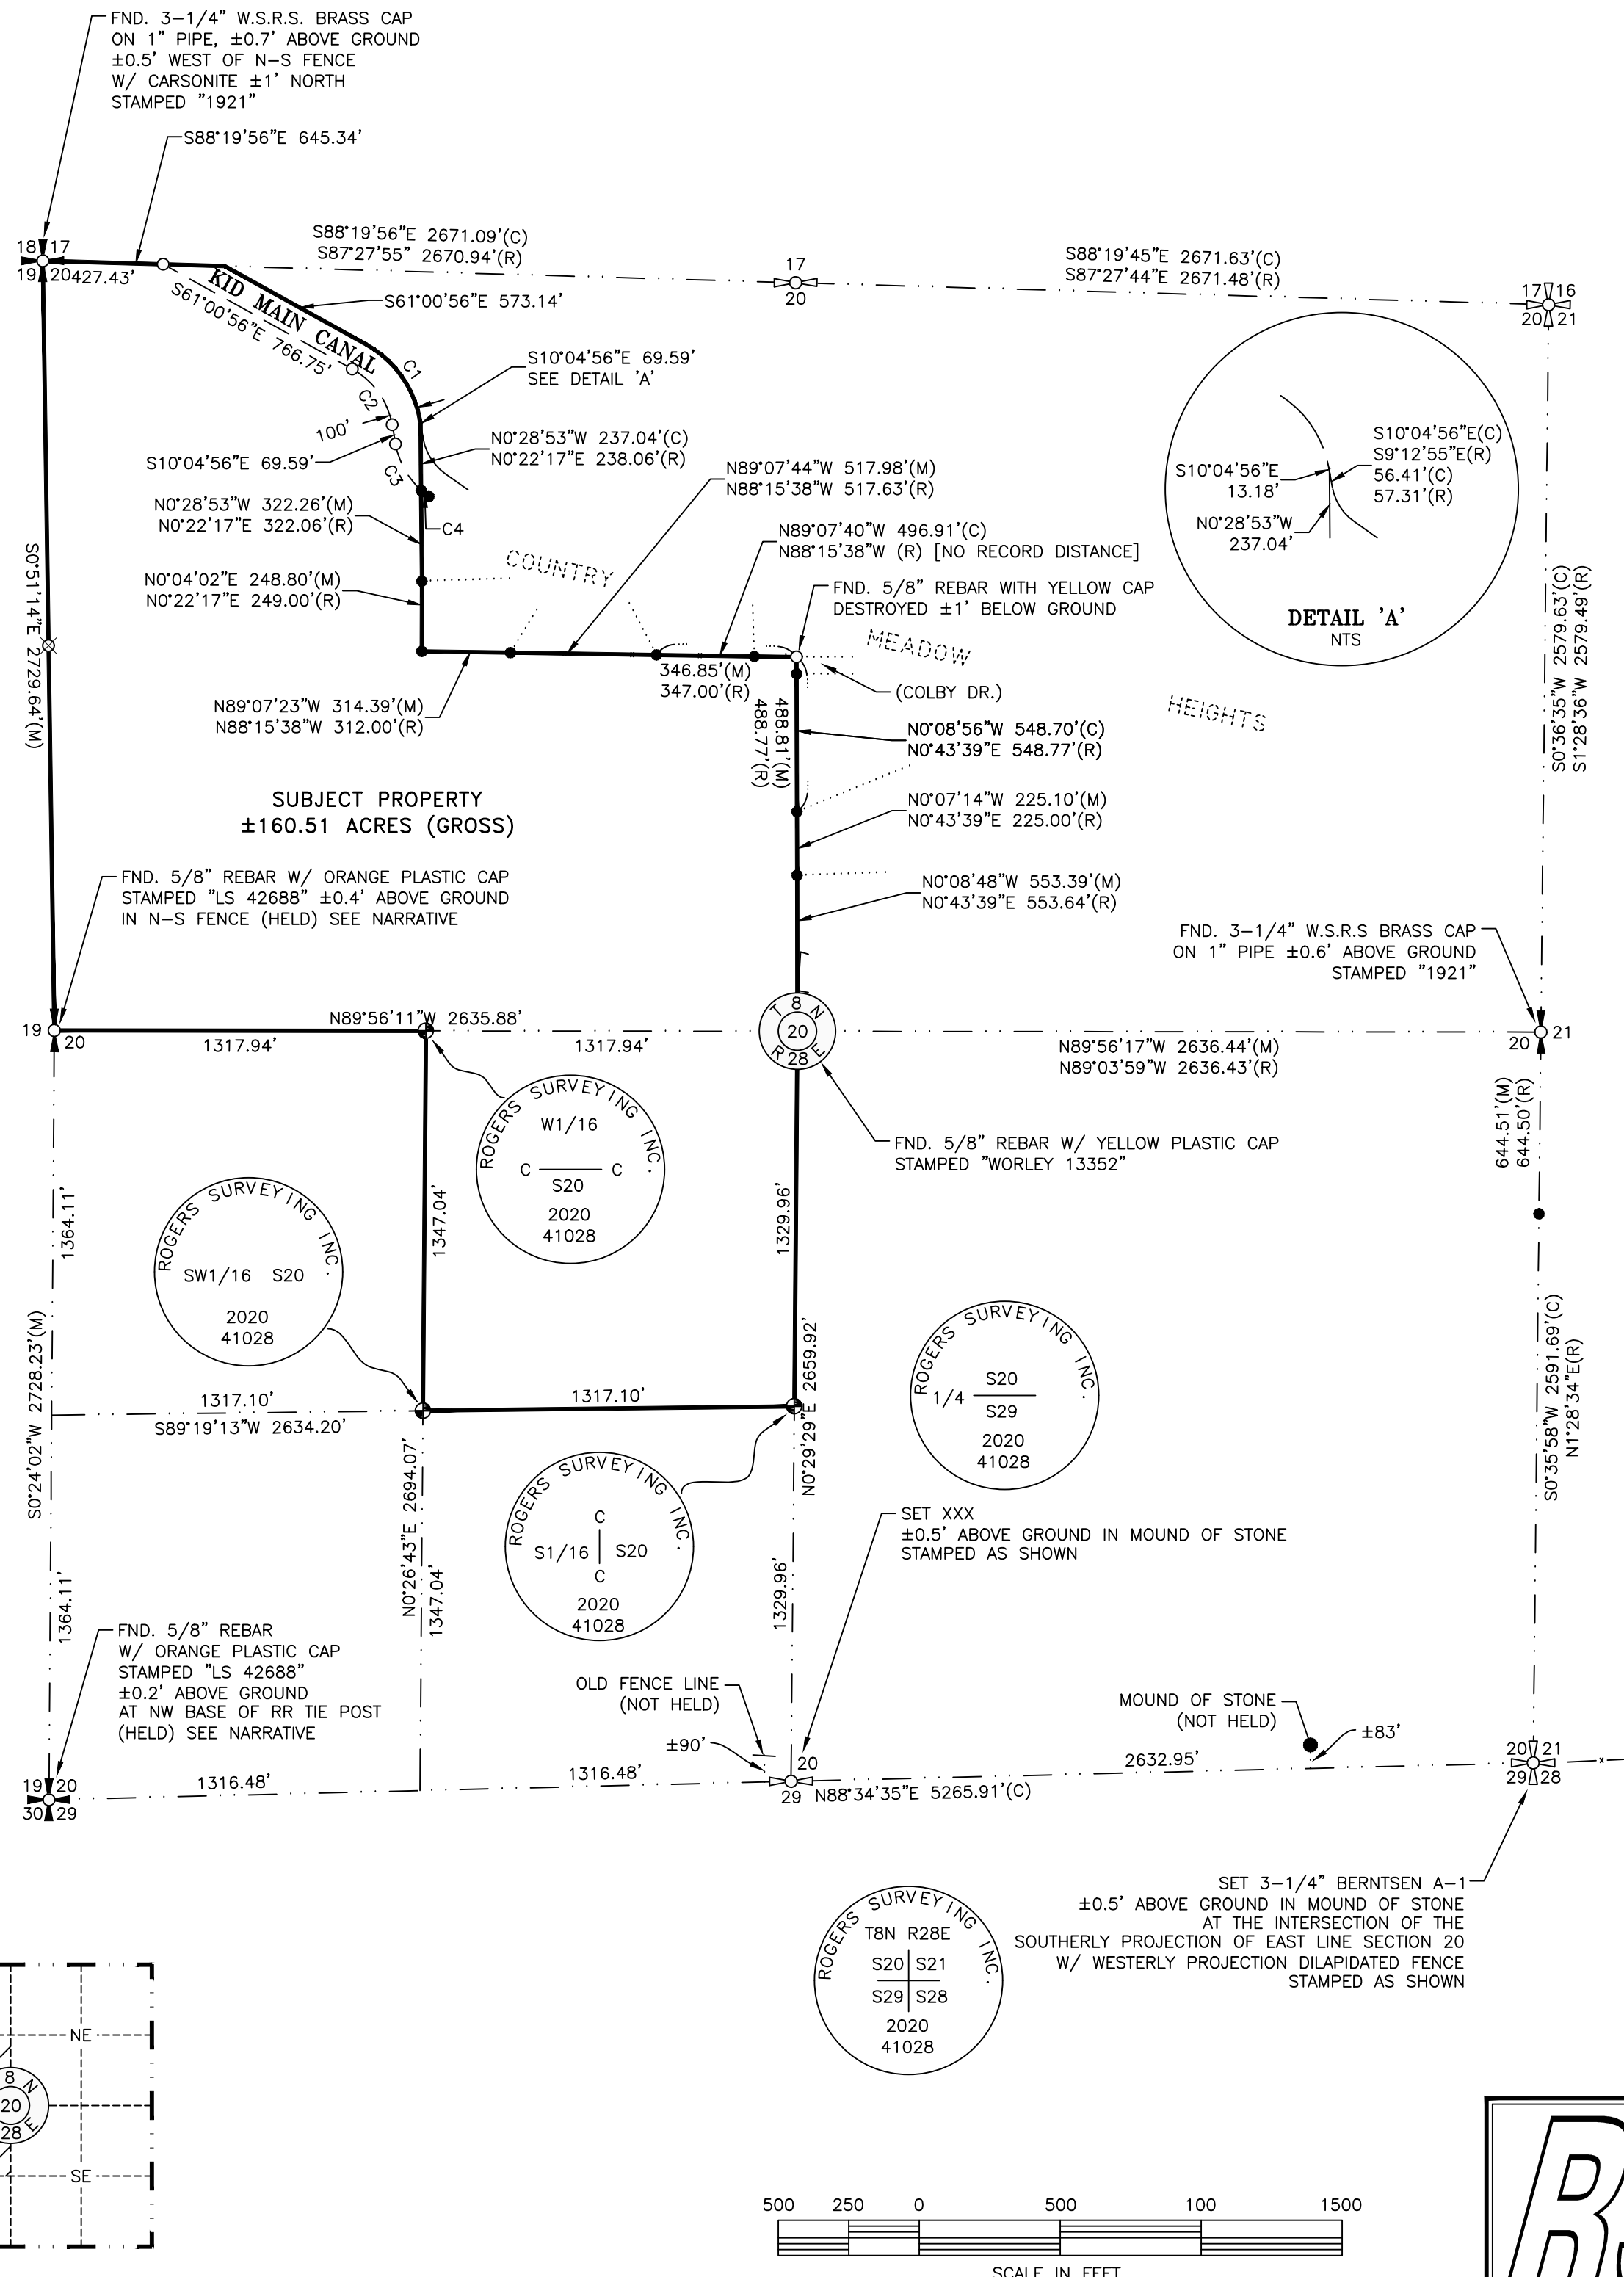 FND. 3-1/4" W.S.R.S. BRASS CAP
ON 1" PIPE, ±0.7' ABOVE GROUND
±0.5' WEST OF N-S FENCE
W/ CARSONITE ±1' NORTH
STAMPED "1921"
S88°19'56"E 645.34'
18 17
19 20
427.43'
S88°19'56"E 2671.09'(C)
S87°27'55" 2670.94'(R)
17
20
S88°19'45"E 2671.63'(C)
S87°27'44"E 2671.48'(R)
17 16
20 21
KID MAIN CANAL
S61°00'56"E 766.75'
S61°00'56"E 573.14'
C1
C2
100'
S10°04'56"E 69.59'
SEE DETAIL 'A'
S10°04'56"E 69.59'
C3
N0°28'53"W 237.04'(C)
N0°22'17"E 238.06'(R)
N0°28'53"W 322.26'(M)
N0°22'17"E 322.06'(R)
C4
N89°07'44"W 517.98'(M)
N88°15'38"W 517.63'(R)
N89°07'40"W 496.91'(C)
N88°15'38"W (R) [NO RECORD DISTANCE]
S10°04'56"E
13.18'
N0°28'53"W
237.04'
S10°04'56"E(C)
S9°12'55"E(R)
56.41'(C)
57.31'(R)
DETAIL 'A'
NTS
COUNTRY
N0°04'02"E 248.80'(M)
N0°22'17"E 249.00'(R)
FND. 5/8" REBAR WITH YELLOW CAP
DESTROYED ±1' BELOW GROUND
MEADOW
HEIGHTS
(COLBY DR.)
S0°51'14"E 2729.64'(M)
346.85'(M)
347.00'(R)
N89°07'23"W 314.39'(M)
N88°15'38"W 312.00'(R)
488.81'(M)
488.77'(R)
N0°08'56"W 548.70'(C)
N0°43'39"E 548.77'(R)
S0°36'35"W 2579.63'(C)
S1°28'36"W 2579.49'(R)
SUBJECT PROPERTY
±160.51 ACRES (GROSS)
N0°07'14"W 225.10'(M)
N0°43'39"E 225.00'(R)
N0°08'48"W 553.39'(M)
N0°43'39"E 553.64'(R)
FND. 5/8" REBAR W/ ORANGE PLASTIC CAP
STAMPED "LS 42688" ±0.4' ABOVE GROUND
IN N-S FENCE (HELD) SEE NARRATIVE
FND. 3-1/4" W.S.R.S BRASS CAP
ON 1" PIPE ±0.6' ABOVE GROUND
STAMPED "1921"
19
20
N89°56'11"W 2635.88'
1317.94'
1317.94'
T 8 N
20
R 28 E
N89°56'17"W 2636.44'(M)
N89°03'59"W 2636.43'(R)
20 21
FND. 5/8" REBAR W/ YELLOW PLASTIC CAP
STAMPED "WORLEY 13352"
644.51'(M)
644.50'(R)
ROGERS SURVEYING INC.
W1/16
C C
S20
2020
41028
1364.11'
1347.04'
1329.96'
ROGERS SURVEYING INC.
SW1/16 S20
2020
41028
ROGERS SURVEYING INC.
1/4
S20
S29
2020
41028
1317.10'
S89°19'13"W 2634.20'
1317.10'
S0°24'02"W 2728.23'(M)
N0°26'43"E 2694.07'
1347.04'
N0°29'29"E 2659.92'
S0°35'58"W 2591.69'(C)
N1°28'34"E(R)
ROGERS SURVEYING INC.
C
S1/16 S20
C
2020
41028
SET XXX
±0.5' ABOVE GROUND IN MOUND OF STONE
STAMPED AS SHOWN
1364.11'
1329.96'
FND. 5/8" REBAR
W/ ORANGE PLASTIC CAP
STAMPED "LS 42688"
±0.2' ABOVE GROUND
AT NW BASE OF RR TIE POST
(HELD) SEE NARRATIVE
OLD FENCE LINE
(NOT HELD)
±90'
MOUND OF STONE
(NOT HELD)
±83'
19 20
30 29
1316.48'
1316.48'
20
29
N88°34'35"E 5265.91'(C)
2632.95'
20 21
29 28
SET 3-1/4" BERNTSEN A-1
±0.5' ABOVE GROUND IN MOUND OF STONE
AT THE INTERSECTION OF THE
SOUTHERLY PROJECTION OF EAST LINE SECTION 20
W/ WESTERLY PROJECTION DILAPIDATED FENCE
STAMPED AS SHOWN
ROGERS SURVEYING INC.
T8N R28E
S20 S21
S29 S28
2020
41028
NE
8 N
20
28 E
SE
500 250 0 500 100 1500
SCALE IN FEET